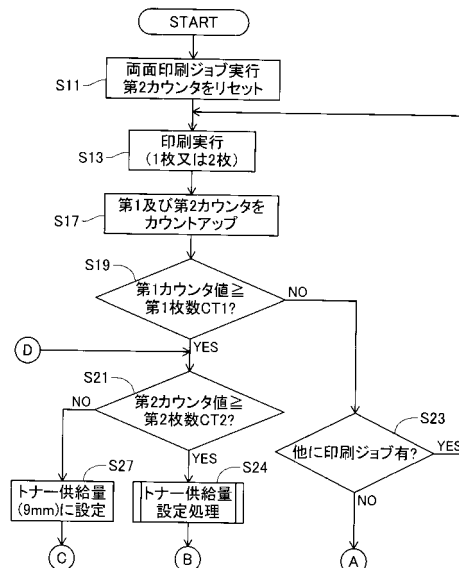 START
S11
両面印刷ジョブ実行
第2カウンタをリセット
S13
印刷実行
(1枚又は2枚)
S17
第1及び第2カウンタを
カウントアップ
S19
第1カウンタ値≧
第1枚数CT1?
NO
YES
D
S21
第2カウンタ値≧
第2枚数CT2?
NO
YES
S23
他に印刷ジョブ有?
YES
NO
S27
トナー供給量
(9mm)に設定
S24
トナー供給量
設定処理
C
B
A